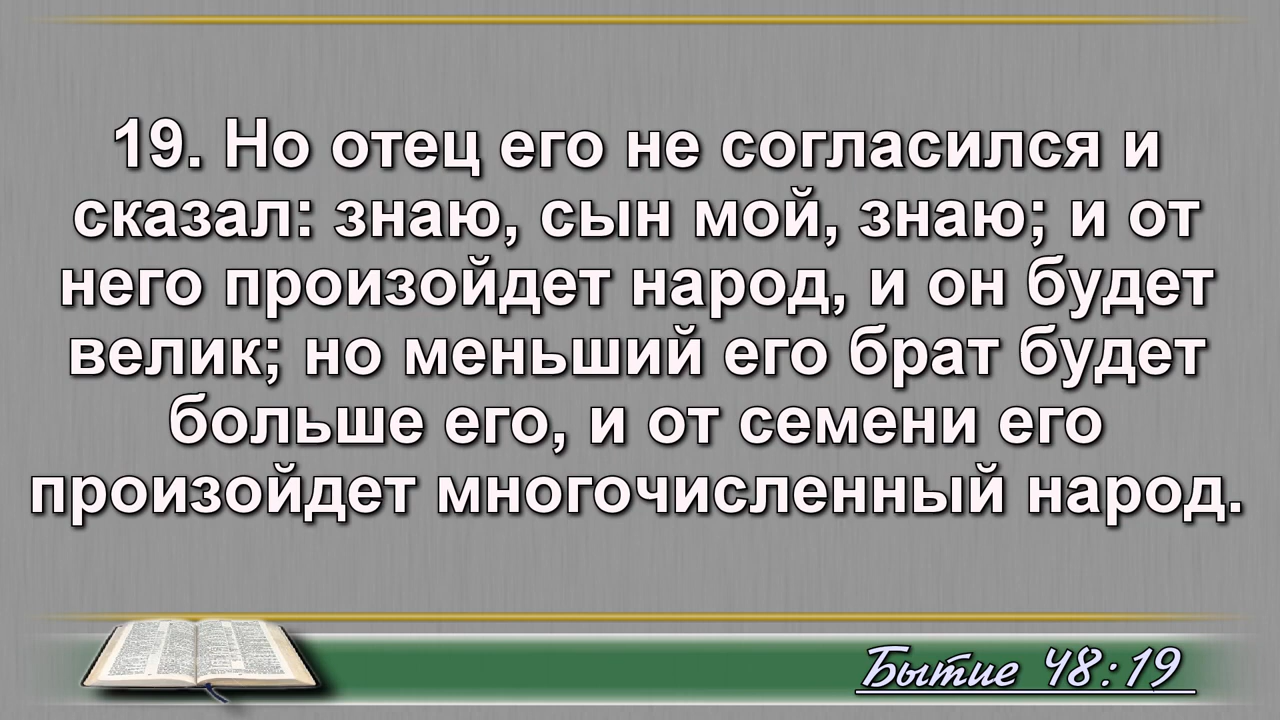 19. Но отец его не согласился и
сказал: знаю, сын мой, знаю; и от
него произойдет народ, и он будет
велик; но меньший его брат будет
больше его, и от семени его
произойдет многочисленный народ.
Бытие 48:19